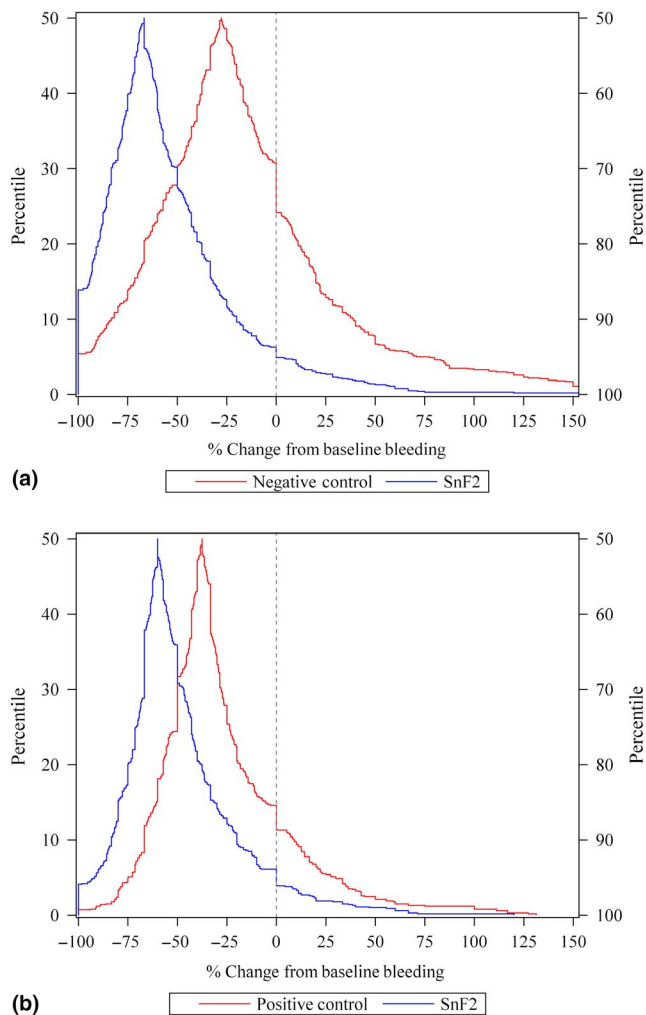 50 50
40 60
30 70
20 80
10 90
0 100
Percentile
Percentile
−100 −75 −50 −25 0 25 50 75 100 125 150
% Change from baseline bleeding
(a)
Negative control SnF2
50 50
40 60
30 70
20 80
10 90
0 100
Percentile
Percentile
−100 −75 −50 −25 0 25 50 75 100 125 150
% Change from baseline bleeding
(b)
Positive control SnF2